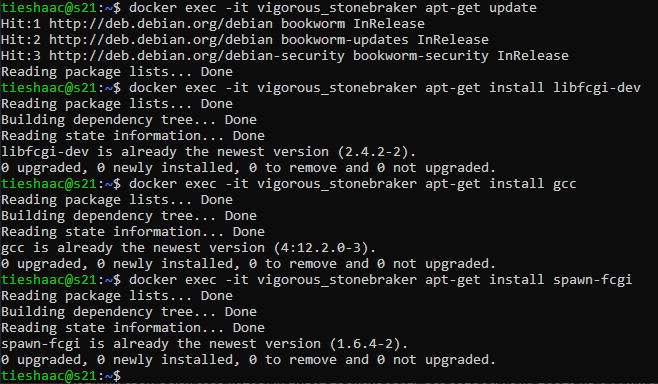 tieshaac@s21:~$ docker exec -it vigorous_stonebraker apt-get update
Hit:1 http://deb.debian.org/debian bookworm InRelease
Hit:2 http://deb.debian.org/debian bookworm-updates InRelease
Hit:3 http://deb.debian.org/debian-security bookworm-security InRelease
Reading package lists... Done
tieshaac@s21:~$ docker exec -it vigorous_stonebraker apt-get install libfcgi-dev
Reading package lists... Done
Building dependency tree... Done
Reading state information... Done
libfcgi-dev is already the newest version (2.4.2-2).
0 upgraded, 0 newly installed, 0 to remove and 0 not upgraded.
tieshaac@s21:~$ docker exec -it vigorous_stonebraker apt-get install gcc
Reading package lists... Done
Building dependency tree... Done
Reading state information... Done
gcc is already the newest version (4:12.2.0-3).
0 upgraded, 0 newly installed, 0 to remove and 0 not upgraded.
tieshaac@s21:~$ docker exec -it vigorous_stonebraker apt-get install spawn-fcgi
Reading package lists... Done
Building dependency tree... Done
Reading state information... Done
spawn-fcgi is already the newest version (1.6.4-2).
0 upgraded, 0 newly installed, 0 to remove and 0 not upgraded.
tieshaac@s21:~$